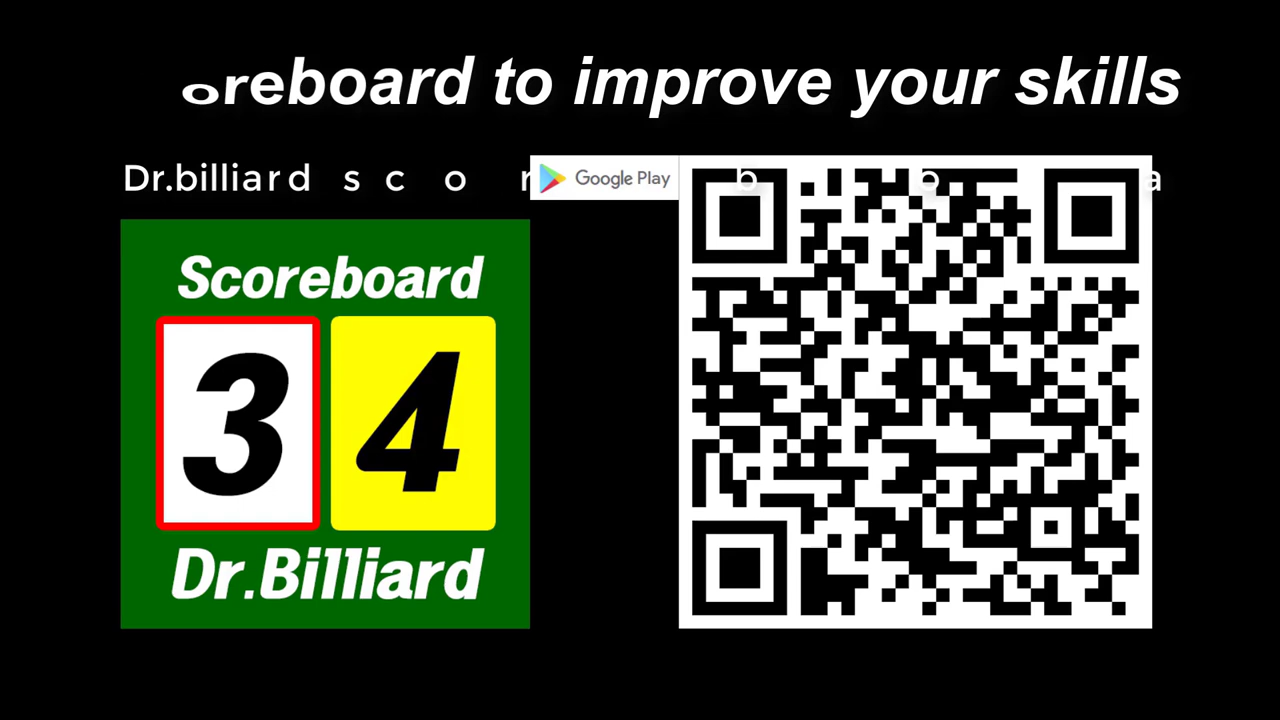 oreboard to improve your skills
Dr.billiard s c o r b o a
Google Play
Scoreboard
3 4
Dr.Billiard